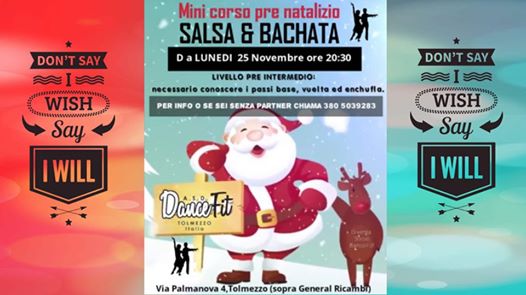 DON'T SAY
I
WISH
Say
I WILL
Mini corso pre natalizio
SALSA & BACHATA
D a LUNEDI 25 Novembre ore 20:30
LIVELLO PRE INTERMEDIO:
necessario conoscere i passi base, vuelta ed enchufla.
PER INFO O SE SEI SENZA PARTNER CHIAMA 380 5039283
A.S.D.
DanceFit
TOLMEZZO
Italia
Via Palmanova 4,Tolmezzo (sopra General Ricambi)
DON'T SAY
I
WISH
Say
I WILL